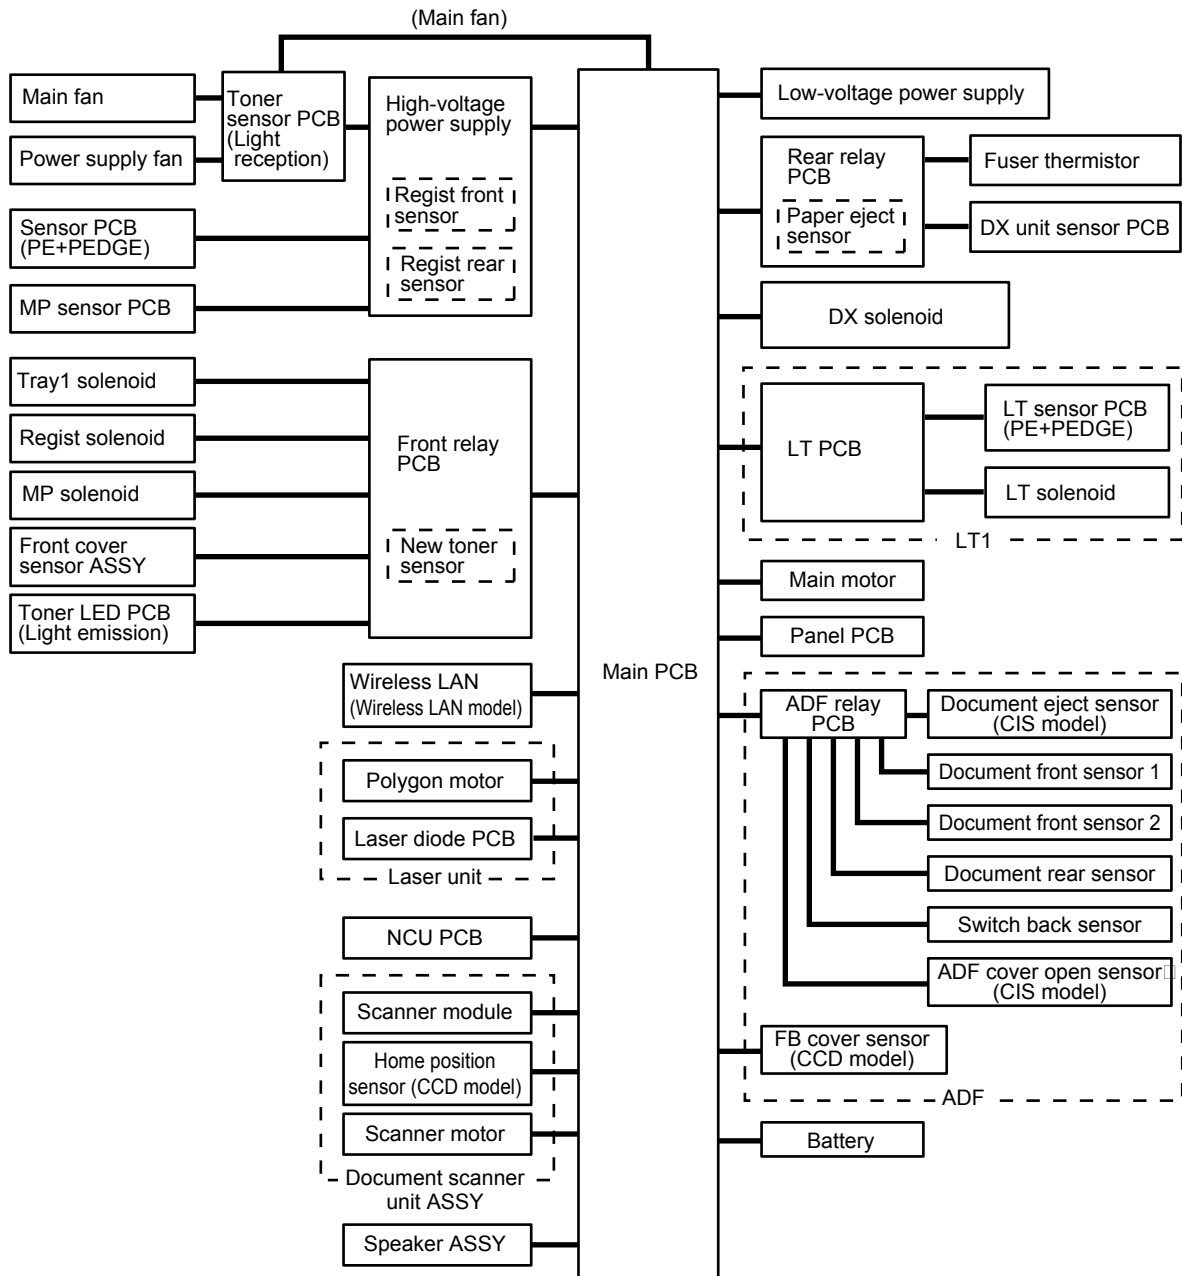 (Main fan)
Main fan
Power supply fan
Toner
sensor PCB
(Light
reception)
High-voltage
power supply
Regist front
sensor
Regist rear
sensor
Sensor PCB
(PE+PEDGE)
MP sensor PCB
Tray1 solenoid
Regist solenoid
MP solenoid
Front cover
sensor ASSY
Toner LED PCB
(Light emission)
Front relay
PCB
New toner
sensor
Wireless LAN
(Wireless LAN model)
Polygon motor
Laser diode PCB
Laser unit
NCU PCB
Scanner module
Home position
sensor (CCD model)
Scanner motor
Document scanner
unit ASSY
Speaker ASSY
Main PCB
Low-voltage power supply
Rear relay
PCB
Paper eject
sensor
Fuser thermistor
DX unit sensor PCB
DX solenoid
LT PCB
LT sensor PCB
(PE+PEDGE)
LT solenoid
LT1
Main motor
Panel PCB
ADF relay
PCB
Document eject sensor
(CIS model)
Document front sensor 1
Document front sensor 2
Document rear sensor
Switch back sensor
ADF cover open sensor
(CIS model)
FB cover sensor
(CCD model)
ADF
Battery